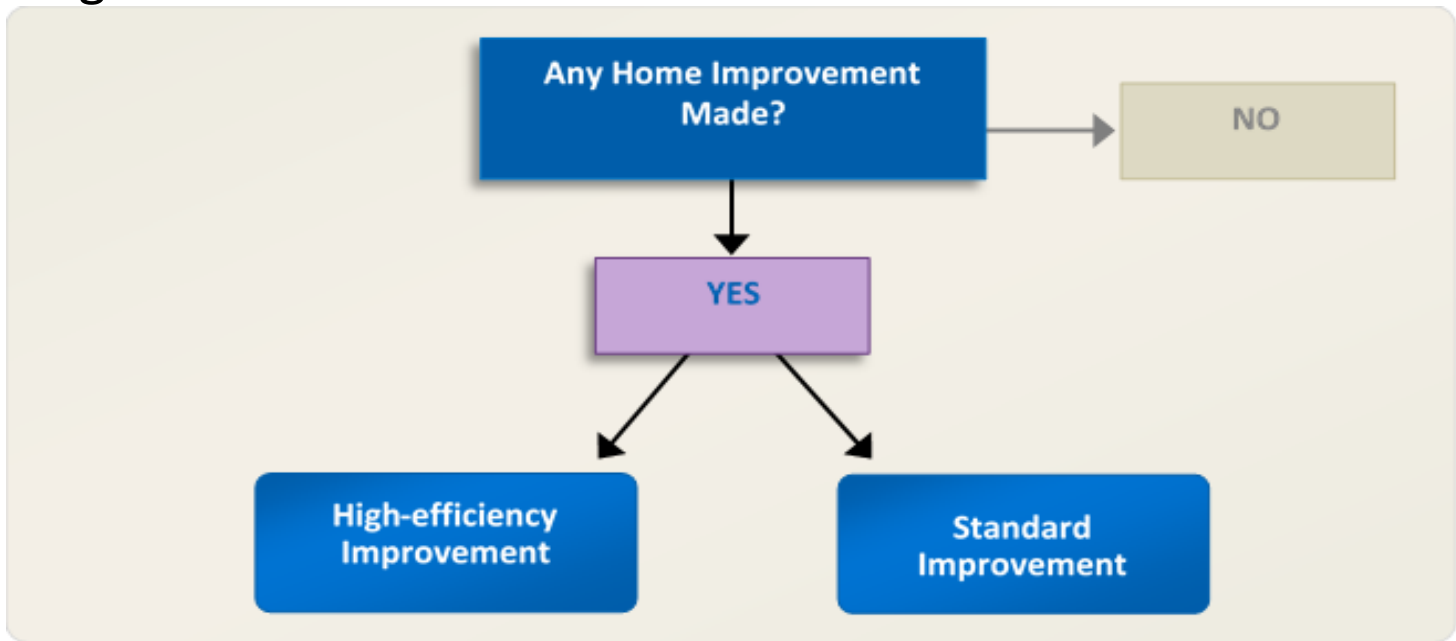 Any Home Improvement
Made?
NO
YES
High-efficiency
Improvement
Standard
Improvement